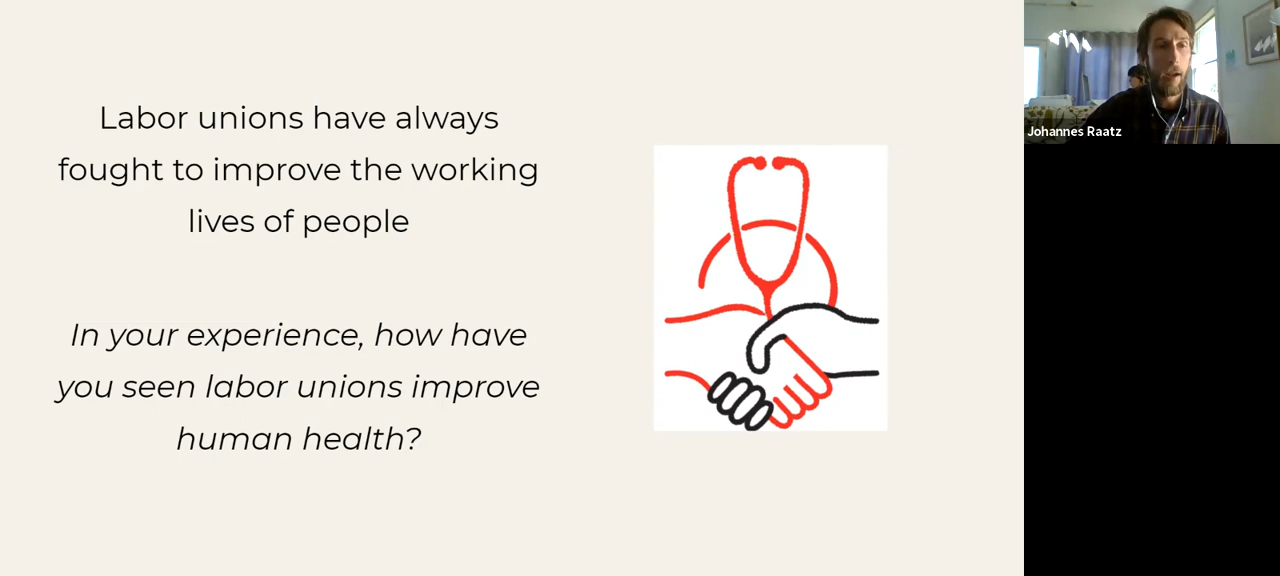 Labor unions have always
fought to improve the working
lives of people
In your experience, how have
you seen labor unions improve
human health?
Johannes Raatz